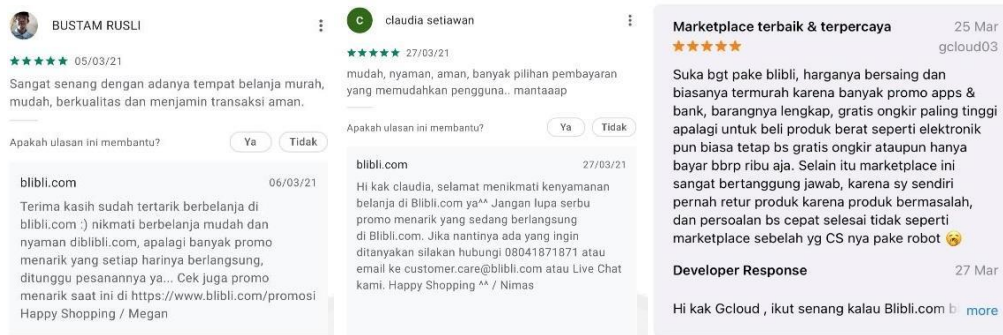 BUSTAM RUSLI
05/03/21
Sangat senang dengan adanya tempat belanja murah,
mudah, berkualitas dan menjamin transaksi aman.
Apakah ulasan ini membantu?
Ya
Tidak
blibli.com
06/03/21
Terima kasih sudah tertarik berbelanja di
blibli.com :) nikmati berbelanja mudah dan
nyaman diblibli.com, apalagi banyak promo
menarik yang setiap harinya berlangsung,
ditunggu pesanannya ya... Cek juga promo
menarik saat ini di https://www.blibli.com/promosi
Happy Shopping / Megan
c
claudia setiawan
27/03/21
mudah, nyaman, aman, banyak pilihan pembayaran
yang memudahkan pengguna.. mantaaap
Apakah ulasan ini membantu?
Ya
Tidak
blibli.com
27/03/21
Hi kak claudia, selamat menikmati kenyamanan
belanja di Blibli.com ya^^ Jangan lupa serbu
promo menarik yang sedang berlangsung
di Blibli.com. Jika nantinya ada yang ingin
ditanyakan silakan hubungi 08041871871 atau
email ke customer.care@blibli.com atau Live Chat
kami. Happy Shopping ^^ / Nimas
Marketplace terbaik & terpercaya
25 Mar
gcloud03
Suka bgt pake blibli, harganya bersaing dan
biasanya termurah karena banyak promo apps &
bank, barangnya lengkap, gratis ongkir paling tinggi
apalagi untuk beli produk berat seperti elektronik
pun biasa tetap bs gratis ongkir ataupun hanya
bayar bbrp ribu aja. Selain itu marketplace ini
sangat bertanggung jawab, karena sy sendiri
pernah retur produk karena produk bermasalah,
dan persoalan bs cepat selesai tidak seperti
marketplace sebelah yg CS nya pake robot 😂
Developer Response
27 Mar
Hi kak Gcloud , ikut senang kalau Blibli.com b more